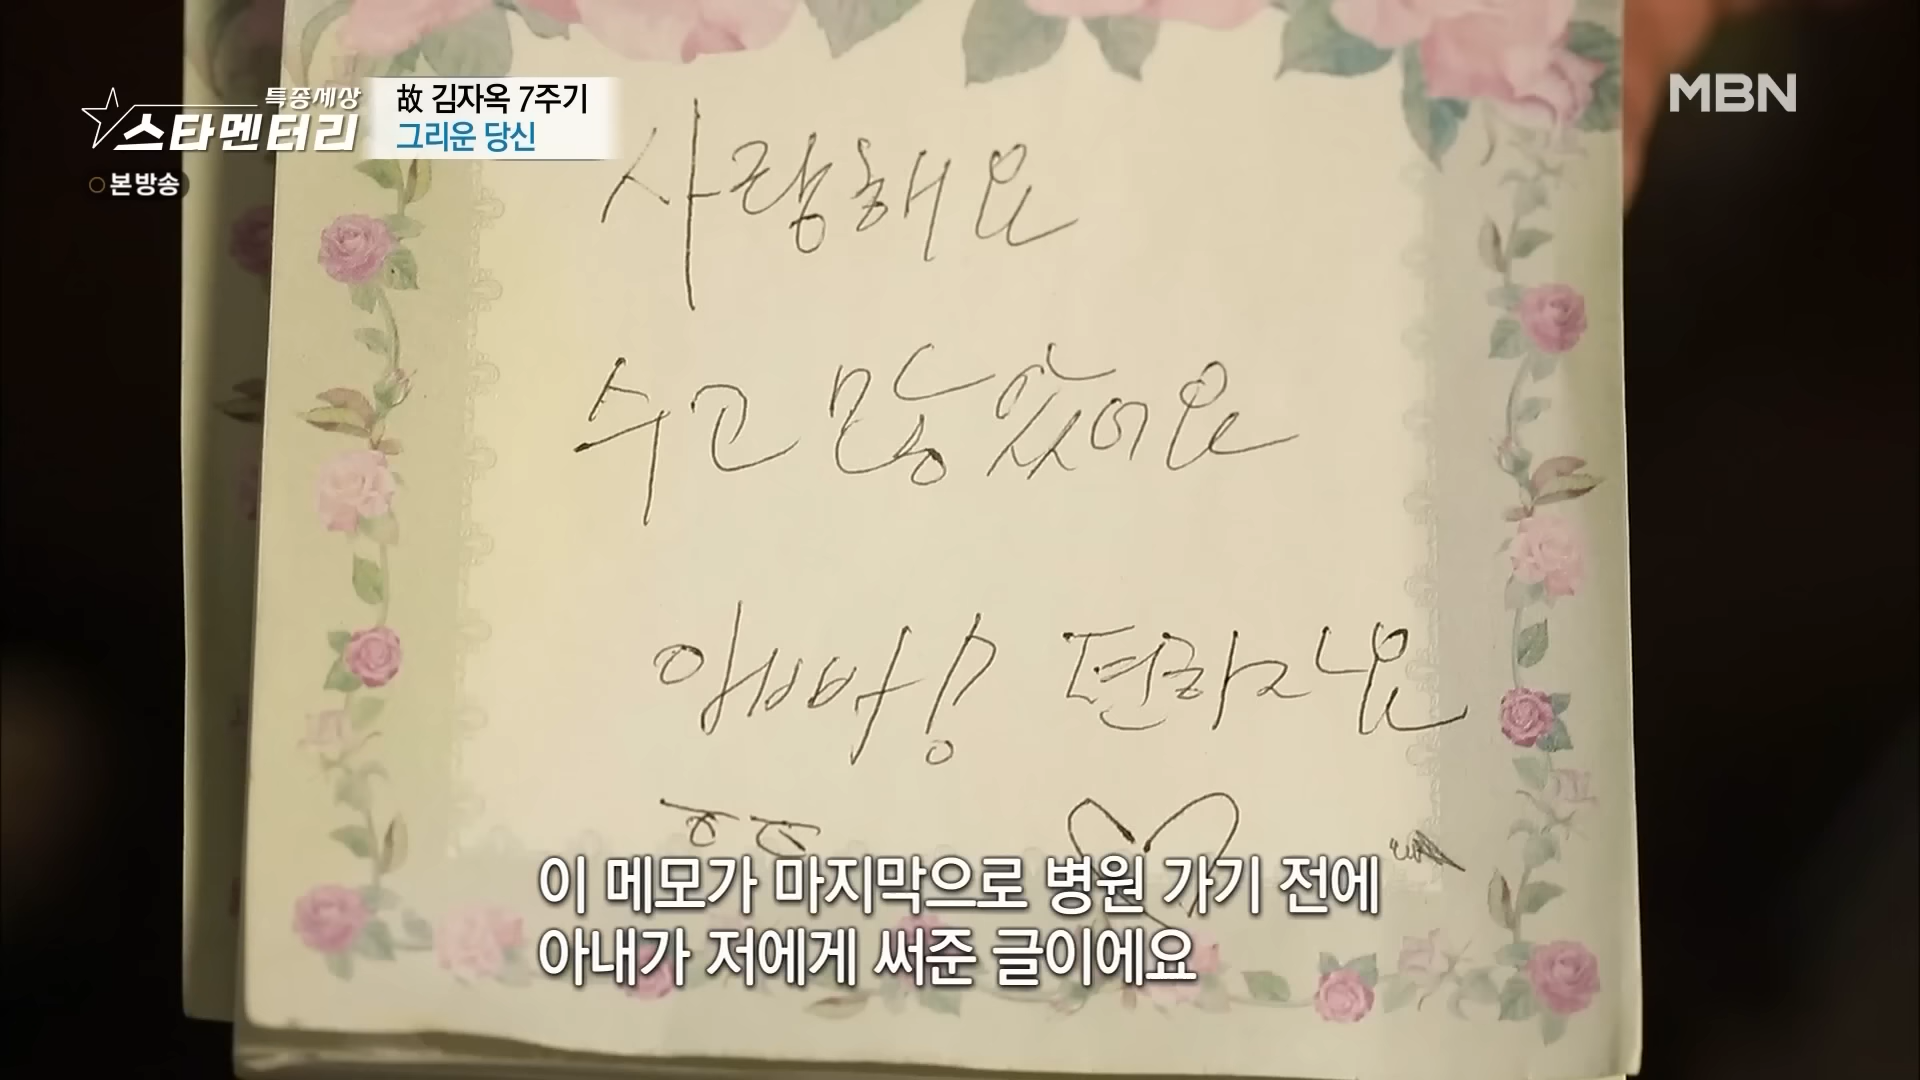 특종세상
스타멘터리
故 김자옥 7주기
그리운 당신
본방송
MBN
사랑해요
수고 많았어요
아빠! 편하자뇨
이 메모가 마지막으로 병원 가기 전에
아내가 저에게 써준 글이에요